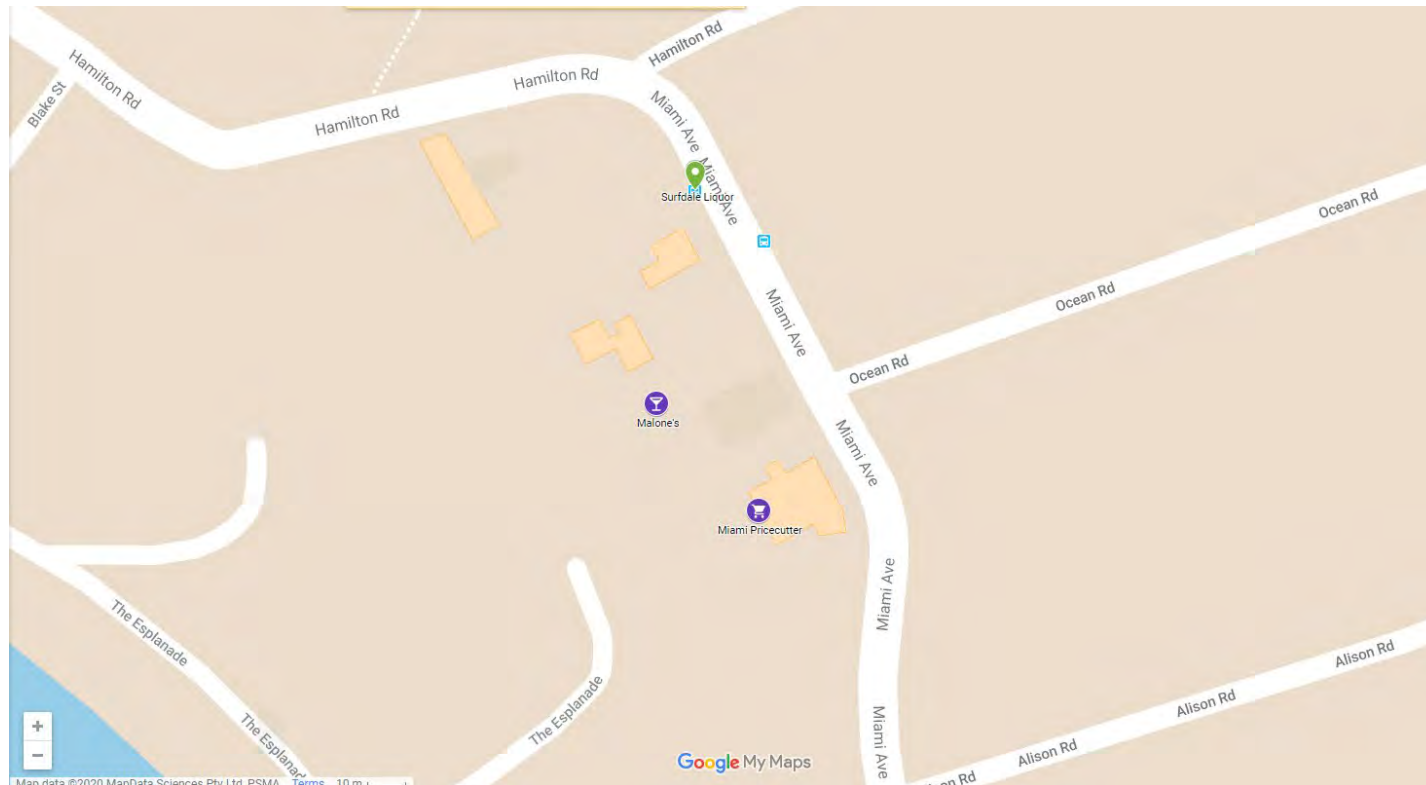 Hamilton Rd
Hamilton Rd
Blake St
Hamilton Rd
Hamilton Rd
Miami Ave
Miami Ave
Surfdale Liquor
Ocean Rd
Ocean Rd
Miami Ave
Ocean Rd
Malone's
Miami Ave
Miami Pricecutter
Miami Ave
The Esplanade
Alison Rd
The Esplanade
Alison Rd
The Esplanade
Miami Ave
Alison Rd
+
−
Google My Maps
Rd
Map data ©2020 MapData Sciences Pty Ltd, PSMA Terms 10 m